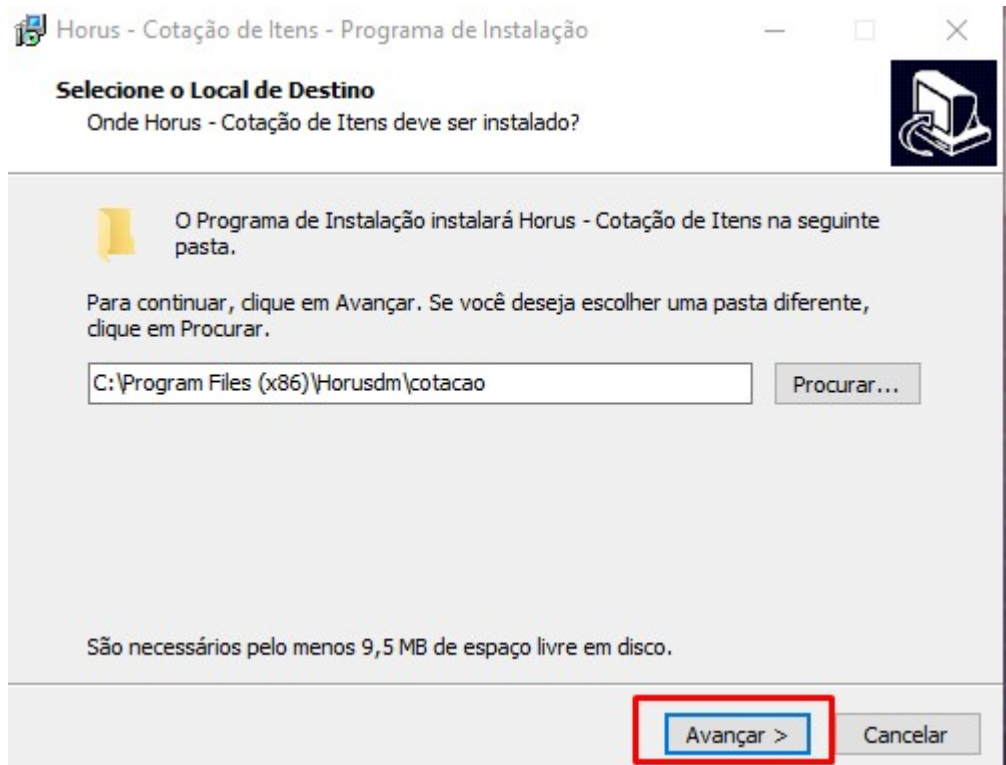 Horus - Cotação de Itens - Programa de Instalação
Selecione o Local de Destino
Onde Horus - Cotação de Itens deve ser instalado?
O Programa de Instalação instalará Horus - Cotação de Itens na seguinte
pasta.
Para continuar, clique em Avançar. Se você deseja escolher uma pasta diferente,
clique em Procurar.
C:\Program Files (x86)\Horusdm\cotacao
Procurar...
São necessários pelo menos 9,5 MB de espaço livre em disco.
Avançar >
Cancelar